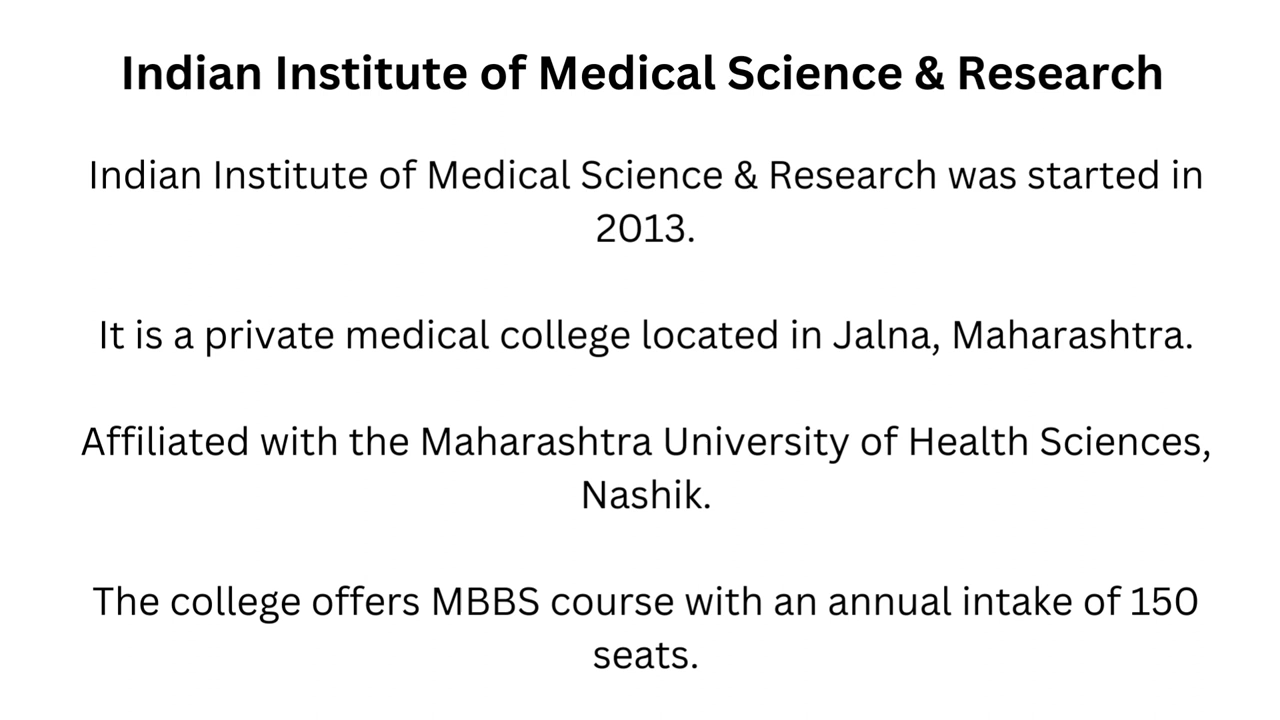 Indian Institute of Medical Science & Research
Indian Institute of Medical Science & Research was started in
2013.
It is a private medical college located in Jalna, Maharashtra.
Affiliated with the Maharashtra University of Health Sciences,
Nashik.
The college offers MBBS course with an annual intake of 150
seats.